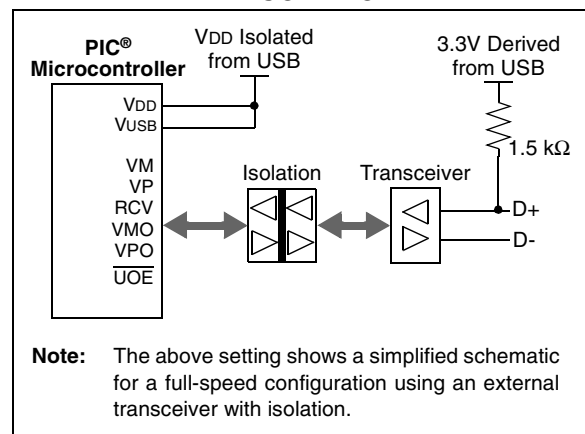 PIC®
Microcontroller
VDD Isolated
from USB
3.3V Derived
from USB
VDD
VUSB
1.5 kΩ
VM
VP
RCV
VMO
VPO
UOE
Isolation
Transceiver
D+
D-
Note: The above setting shows a simplified schematic
for a full-speed configuration using an external
transceiver with isolation.